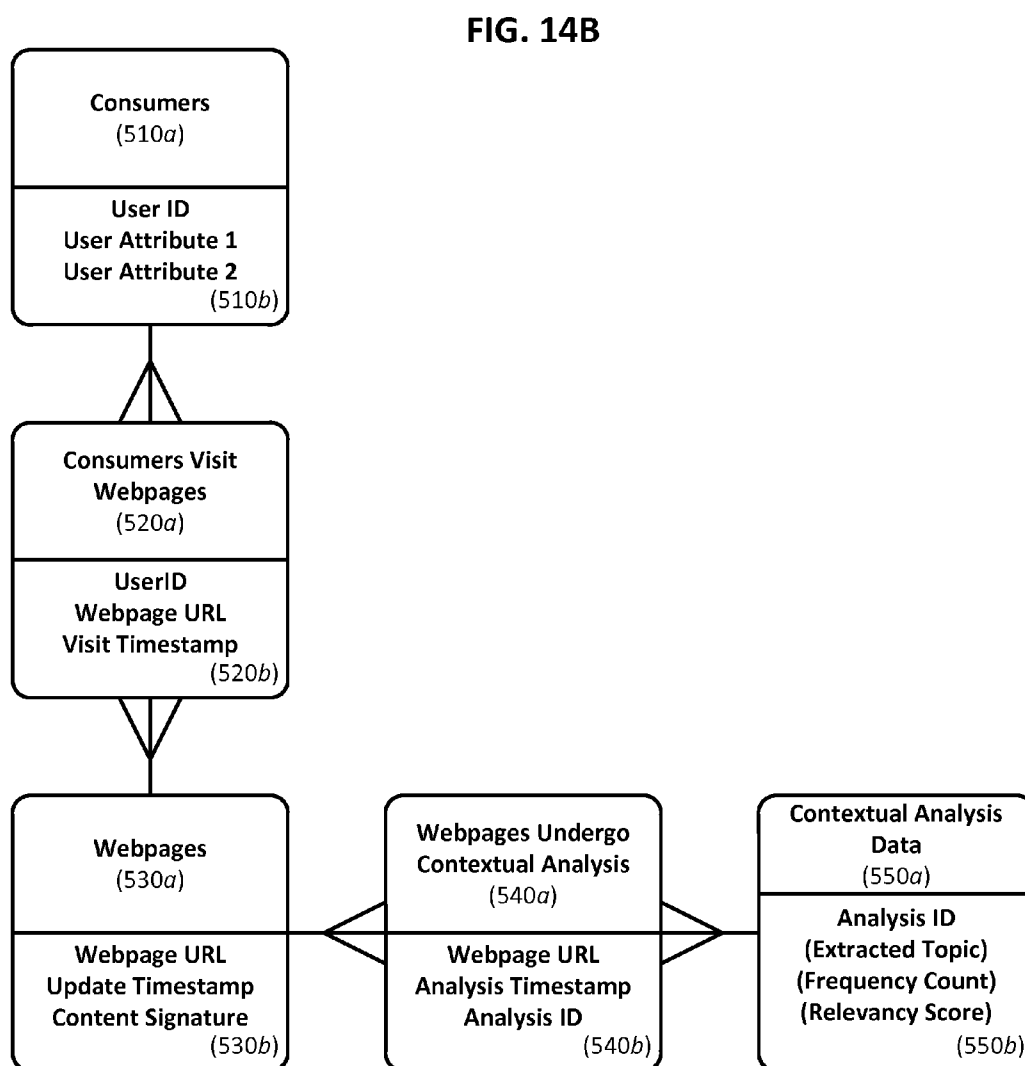 FIG. 14B
Consumers
(510a)
User ID
User Attribute 1
User Attribute 2
(510b)
Consumers Visit
Webpages
(520a)
UserID
Webpage URL
Visit Timestamp
(520b)
Webpages
(530a)
Webpage URL
Update Timestamp
Content Signature
(530b)
Webpages Undergo
Contextual Analysis
(540a)
Webpage URL
Analysis Timestamp
Analysis ID
(540b)
Contextual Analysis
Data
(550a)
Analysis ID
(Extracted Topic)
(Frequency Count)
(Relevancy Score)
(550b)